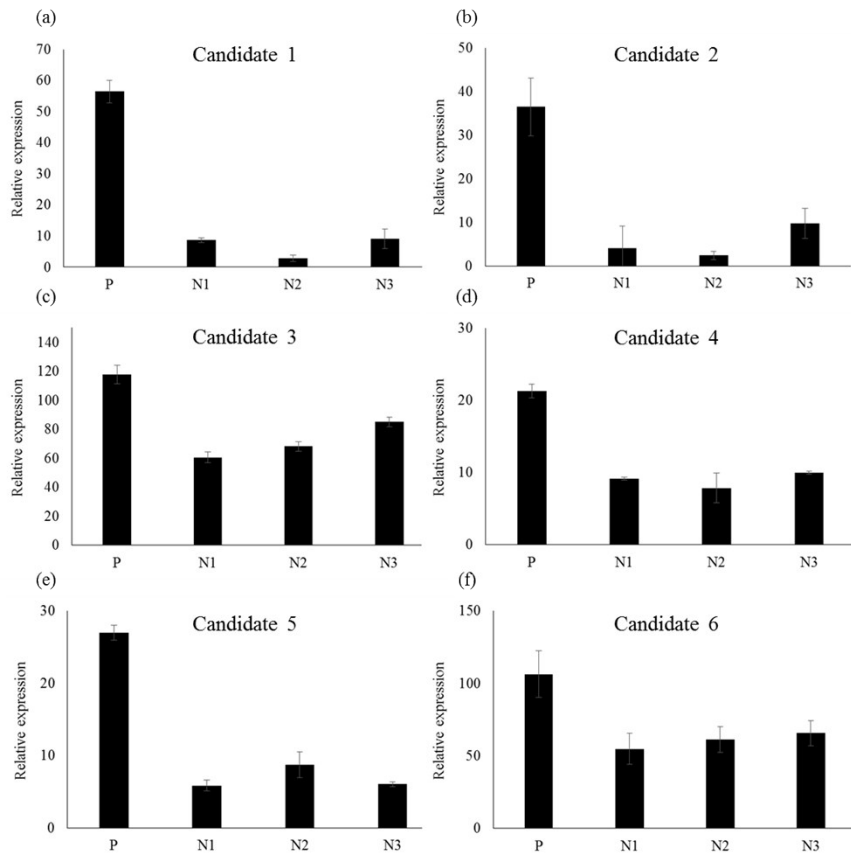 (a)
Candidate 1
Relative expression
70
60
50
40
30
20
10
0
P N1 N2 N3
(b)
Candidate 2
Relative expression
50
40
30
20
10
0
P N1 N2 N3
(c)
Candidate 3
Relative expression
140
120
100
80
60
40
20
0
P N1 N2 N3
(d)
Candidate 4
Relative expression
30
20
10
0
P N1 N2 N3
(e)
Candidate 5
Relative expression
30
20
10
0
P N1 N2 N3
(f)
Candidate 6
Relative expression
150
100
50
0
P N1 N2 N3